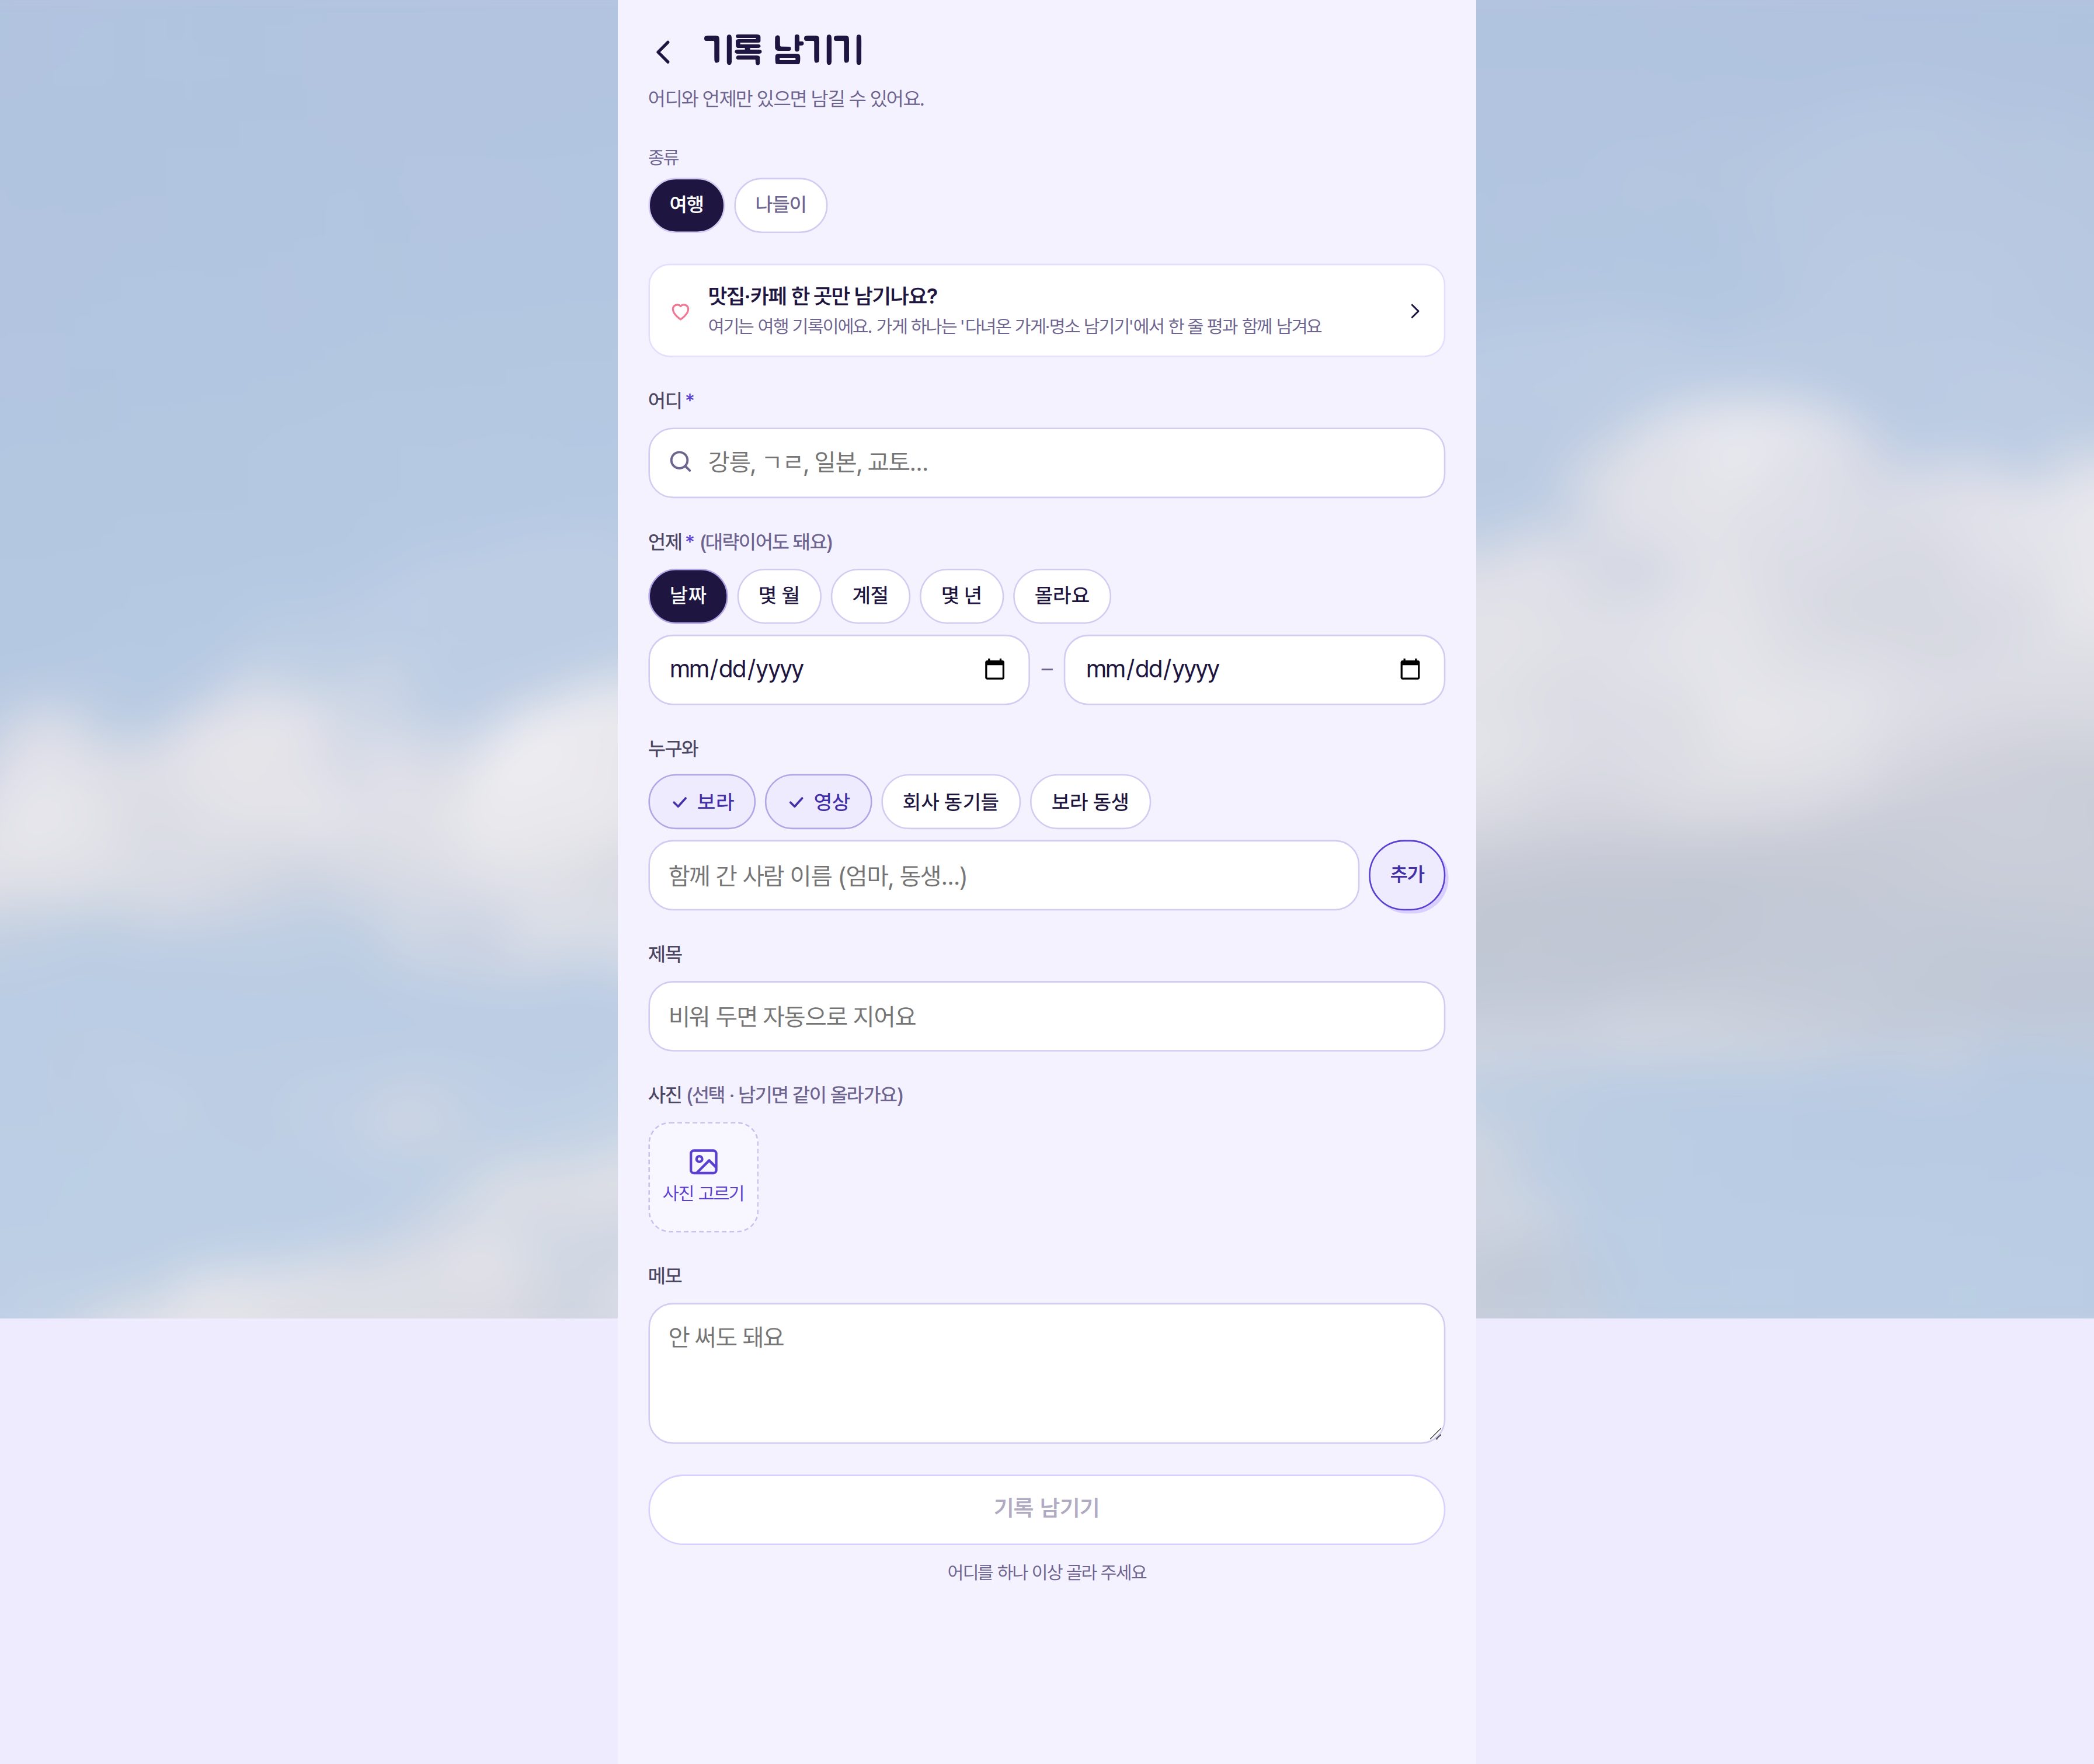 기록 남기기
어디와 언제만 있으면 남길 수 있어요.
종류
여행
나들이
맛집·카페 한 곳만 남기나요?
여기는 여행 기록이에요. 가게 하나는 '다녀온 가게·명소 남기기'에서 한 줄 평과 함께 남겨요
어디 *
강릉, ㄱㄹ, 일본, 교토...
언제 * (대략이어도 돼요)
날짜
몇 월
계절
몇 년
몰라요
mm/dd/yyyy – mm/dd/yyyy
누구와
보라
영상
회사 동기들
보라 동생
함께 간 사람 이름 (엄마, 동생...)
추가
제목
비워 두면 자동으로 지어요
사진 (선택 · 남기면 같이 올라가요)
사진 고르기
메모
안 써도 돼요
기록 남기기
어디를 하나 이상 골라 주세요